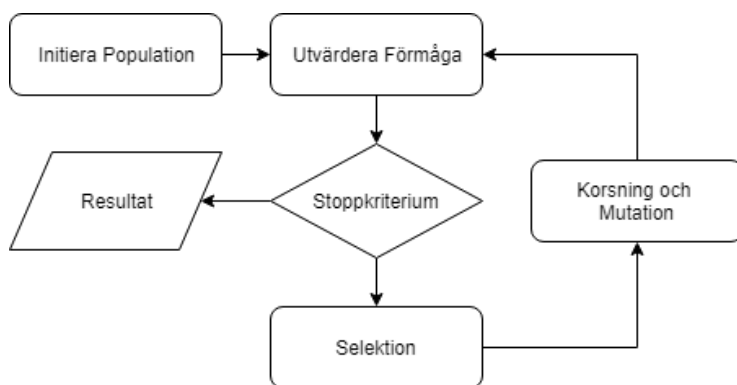 Initiera Population
Utvärdera Förmåga
Resultat
Stoppkriterium
Korsning och
Mutation
Selektion